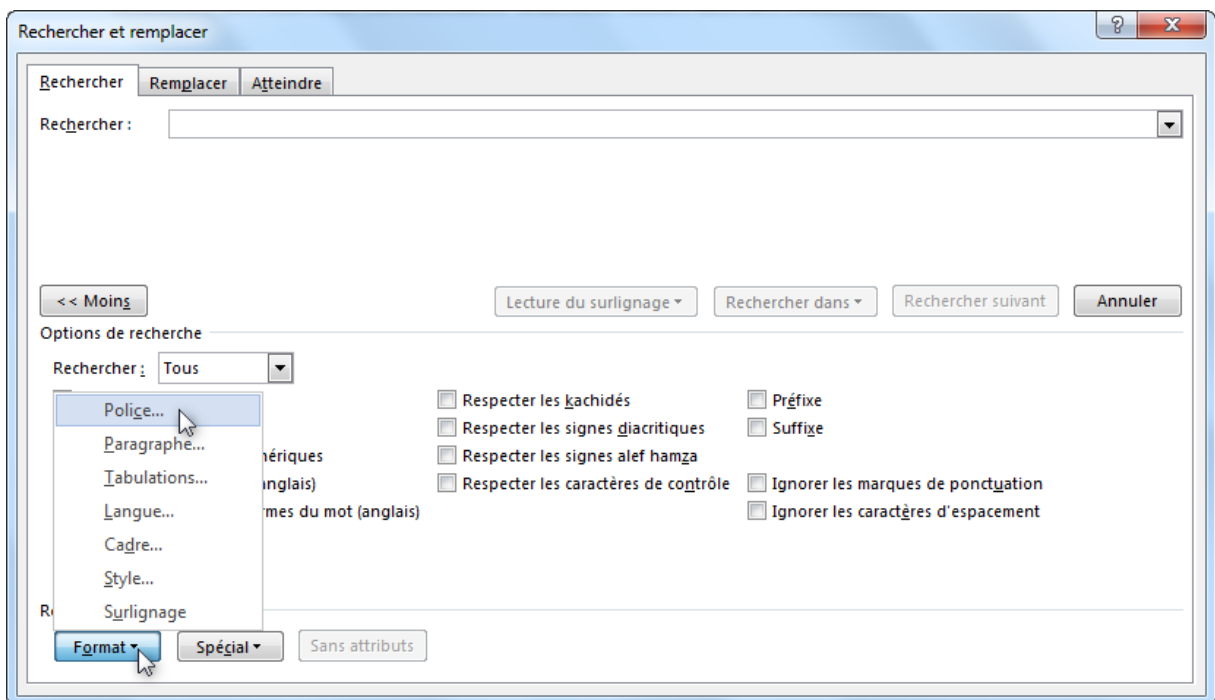 Rechercher et remplacer
Rechercher Remplacer Atteindre
Rechercher :
<< Moins Lecture du surlignage Rechercher dans Rechercher suivant Annuler
Options de recherche
Rechercher : Tous
Police... Respecter les kachidés Préfixe
Paragraphe... Respecter les signes diacritiques Suffixe
Respecter les signes alef hamza
Tabulations... anglais) Respecter les caractères de contrôle Ignorer les marques de ponctuation
Langue... mes du mot (anglais) Ignorer les caractères d'espacement
Cadre...
Style...
Surlignage
Format Spécial Sans attributs